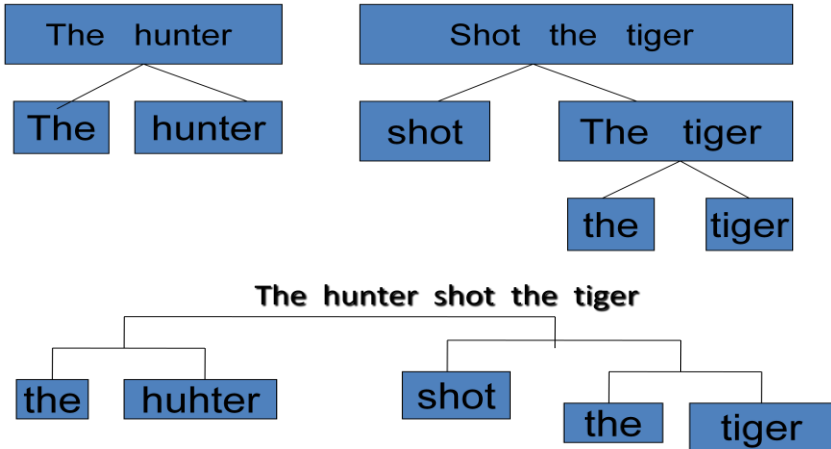 The hunter
Shot the tiger
The
hunter
shot
The tiger
the
tiger
The hunter shot the tiger
the
huhter
shot
the
tiger